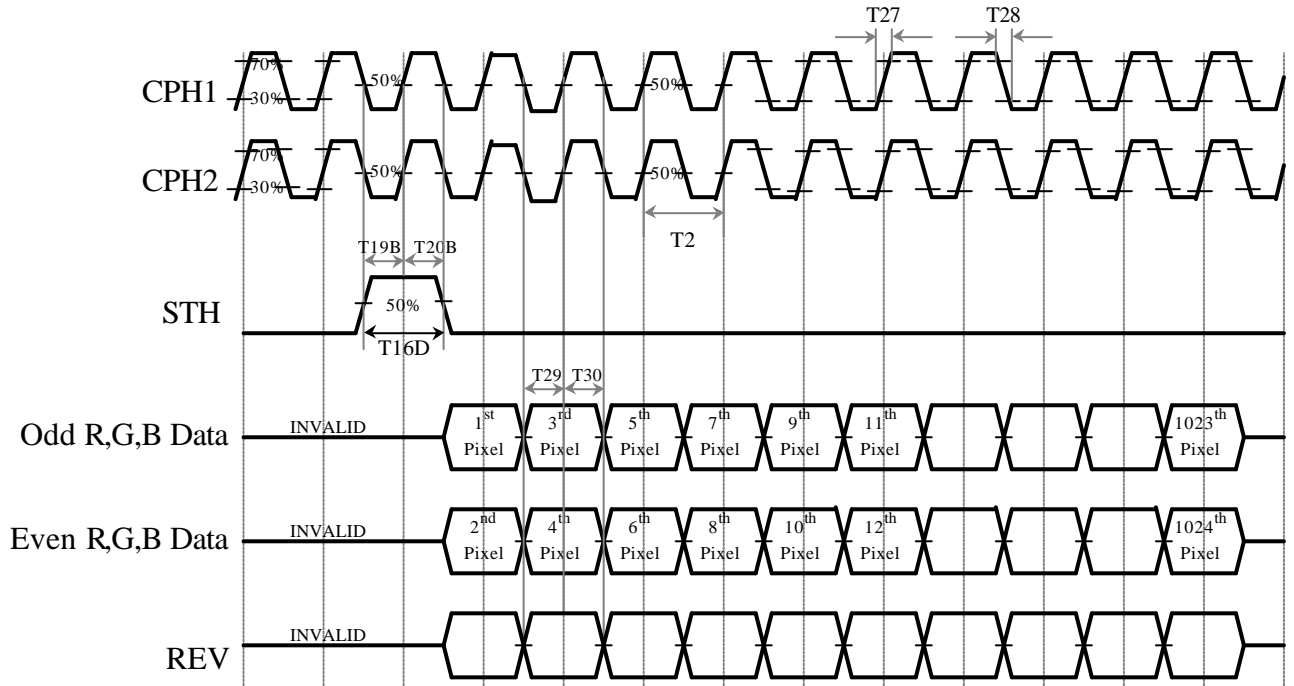 T27 T28
CPH1 70% 30% 50% 50%
CPH2 70% 30% 50% 50%
T2
T19B T20B
STH 50%
T16D
T29 T30
Odd R,G,B Data INVALID 1st Pixel 3rd Pixel 5th Pixel 7th Pixel 9th Pixel 11th Pixel 1023th Pixel
Even R,G,B Data INVALID 2nd Pixel 4th Pixel 6th Pixel 8th Pixel 10th Pixel 12th Pixel 1024th Pixel
REV INVALID